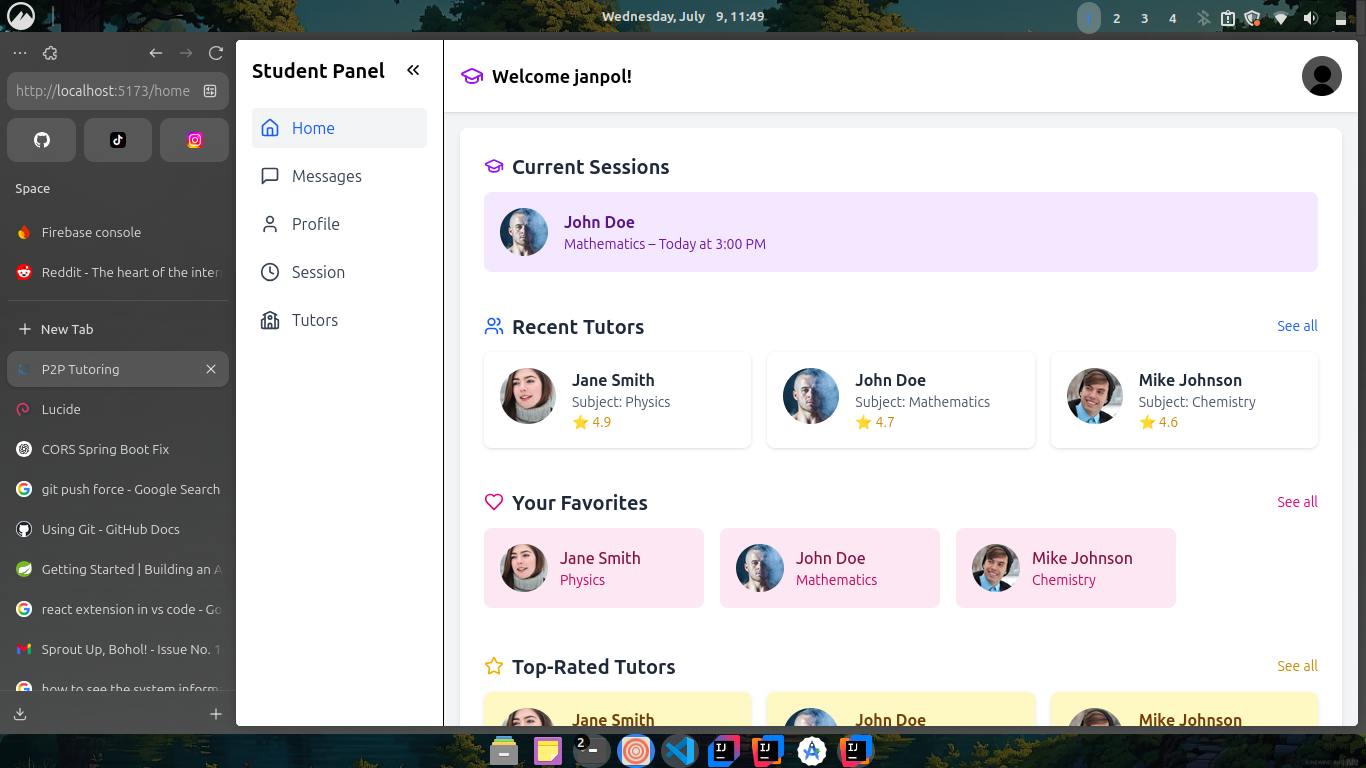 Wednesday, July 9, 11:49
1 2 3 4
http://localhost:5173/home
Space
Firebase console
Reddit - The heart of the inter
New Tab
P2P Tutoring
Lucide
CORS Spring Boot Fix
git push force - Google Search
Using Git - GitHub Docs
Getting Started | Building an A
react extension in vs code - Go
Sprout Up, Bohol! - Issue No. 1
how to see the system inform
Student Panel
Home
Messages
Profile
Session
Tutors
Welcome janpol!
Current Sessions
John Doe
Mathematics – Today at 3:00 PM
Recent Tutors
See all
Jane Smith
Subject: Physics
4.9
John Doe
Subject: Mathematics
4.7
Mike Johnson
Subject: Chemistry
4.6
Your Favorites
See all
Jane Smith
Physics
John Doe
Mathematics
Mike Johnson
Chemistry
Top-Rated Tutors
See all
Jane Smith
John Doe
Mike Johnson
2
IJ
IJ
IJ